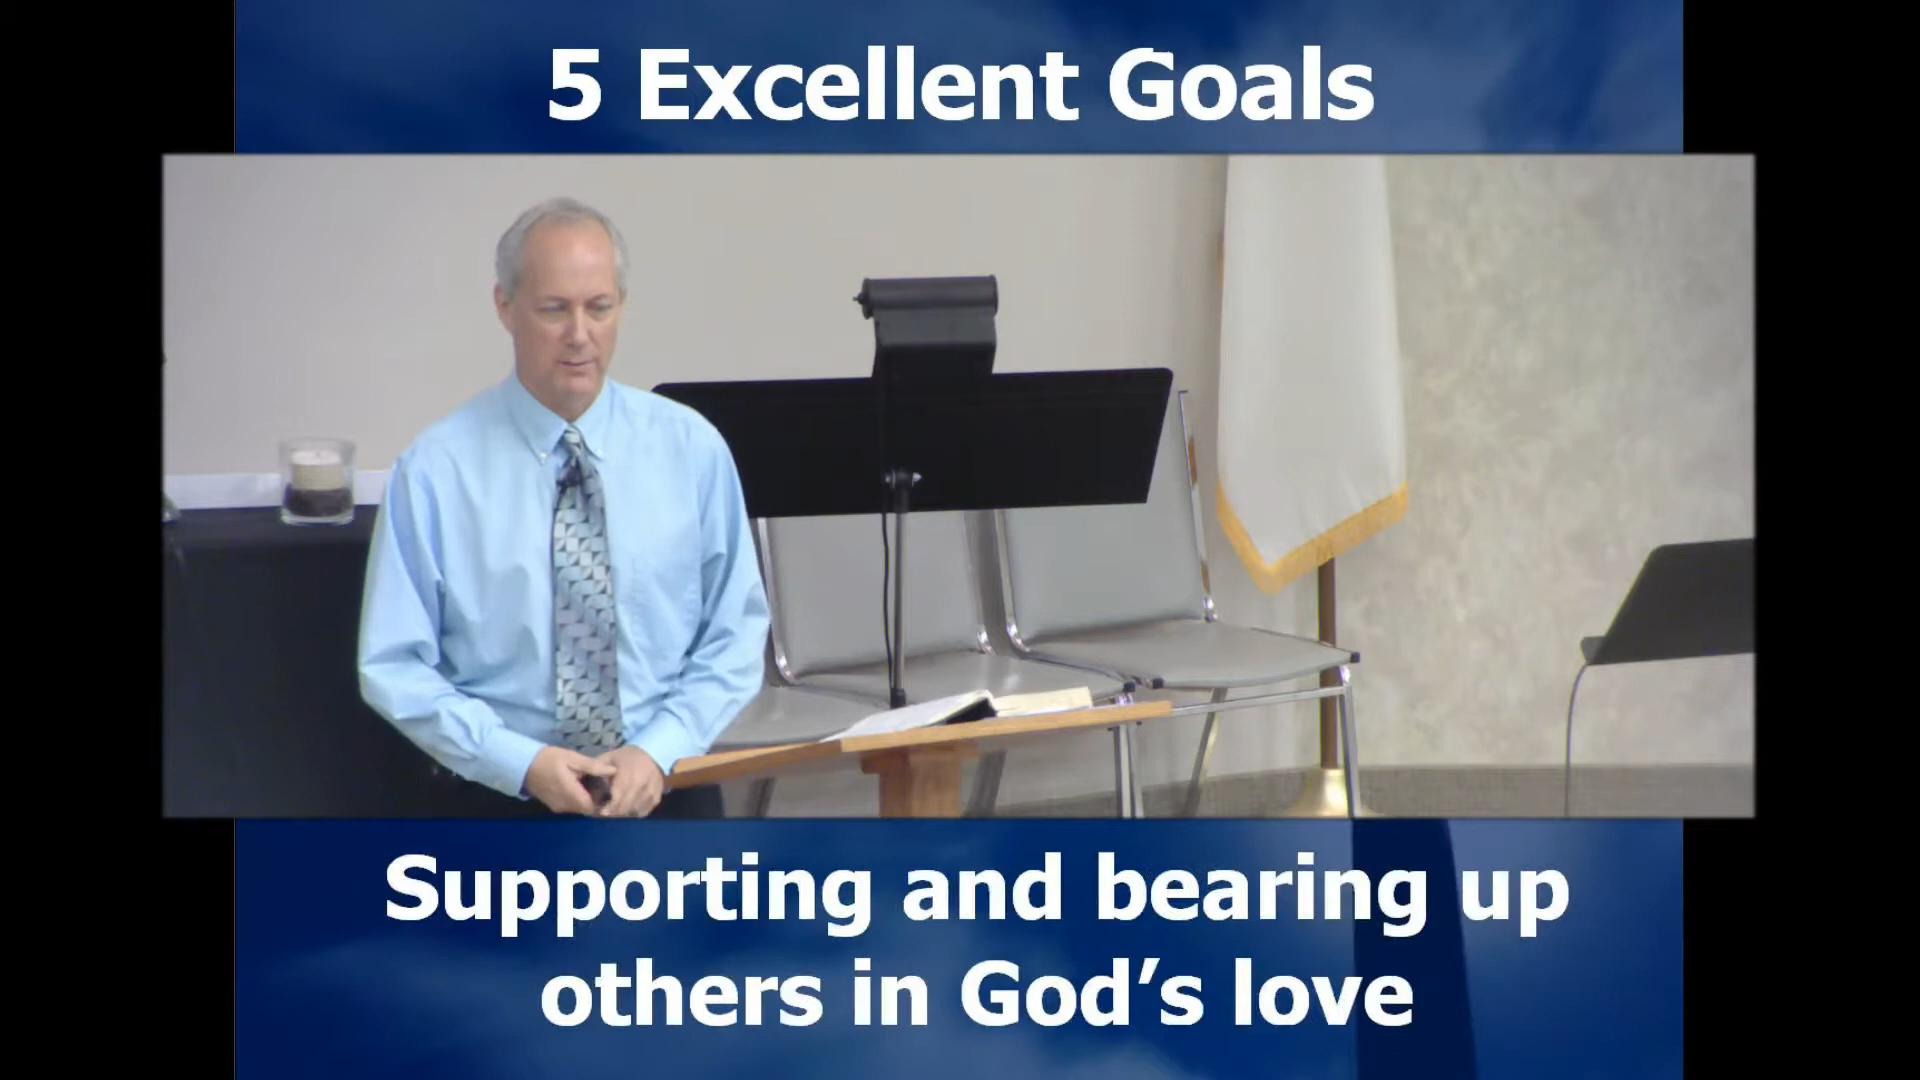 5 Excellent Goals
Supporting and bearing up
others in God’s love